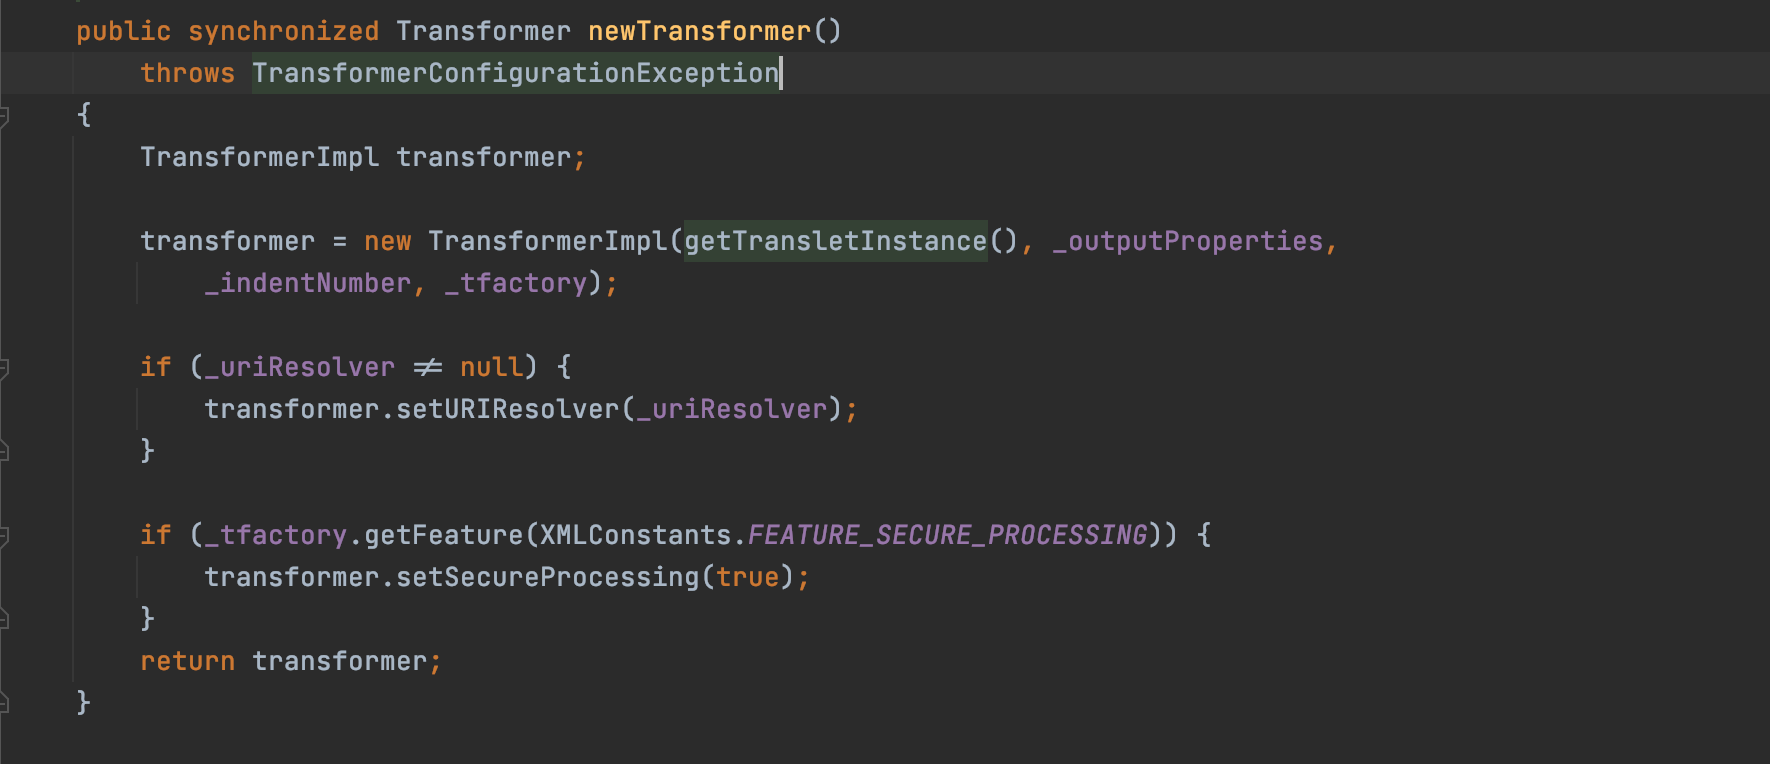 public synchronized Transformer newTransformer()
throws TransformerConfigurationException
{
TransformerImpl transformer;
transformer = new TransformerImpl(getTransletInstance(), _outputProperties,
_indentNumber, _tfactory);
if (_uriResolver ≠ null) {
transformer.setURIResolver(_uriResolver);
}
if (_tfactory.getFeature(XMLConstants.FEATURE_SECURE_PROCESSING)) {
transformer.setSecureProcessing(true);
}
return transformer;
}